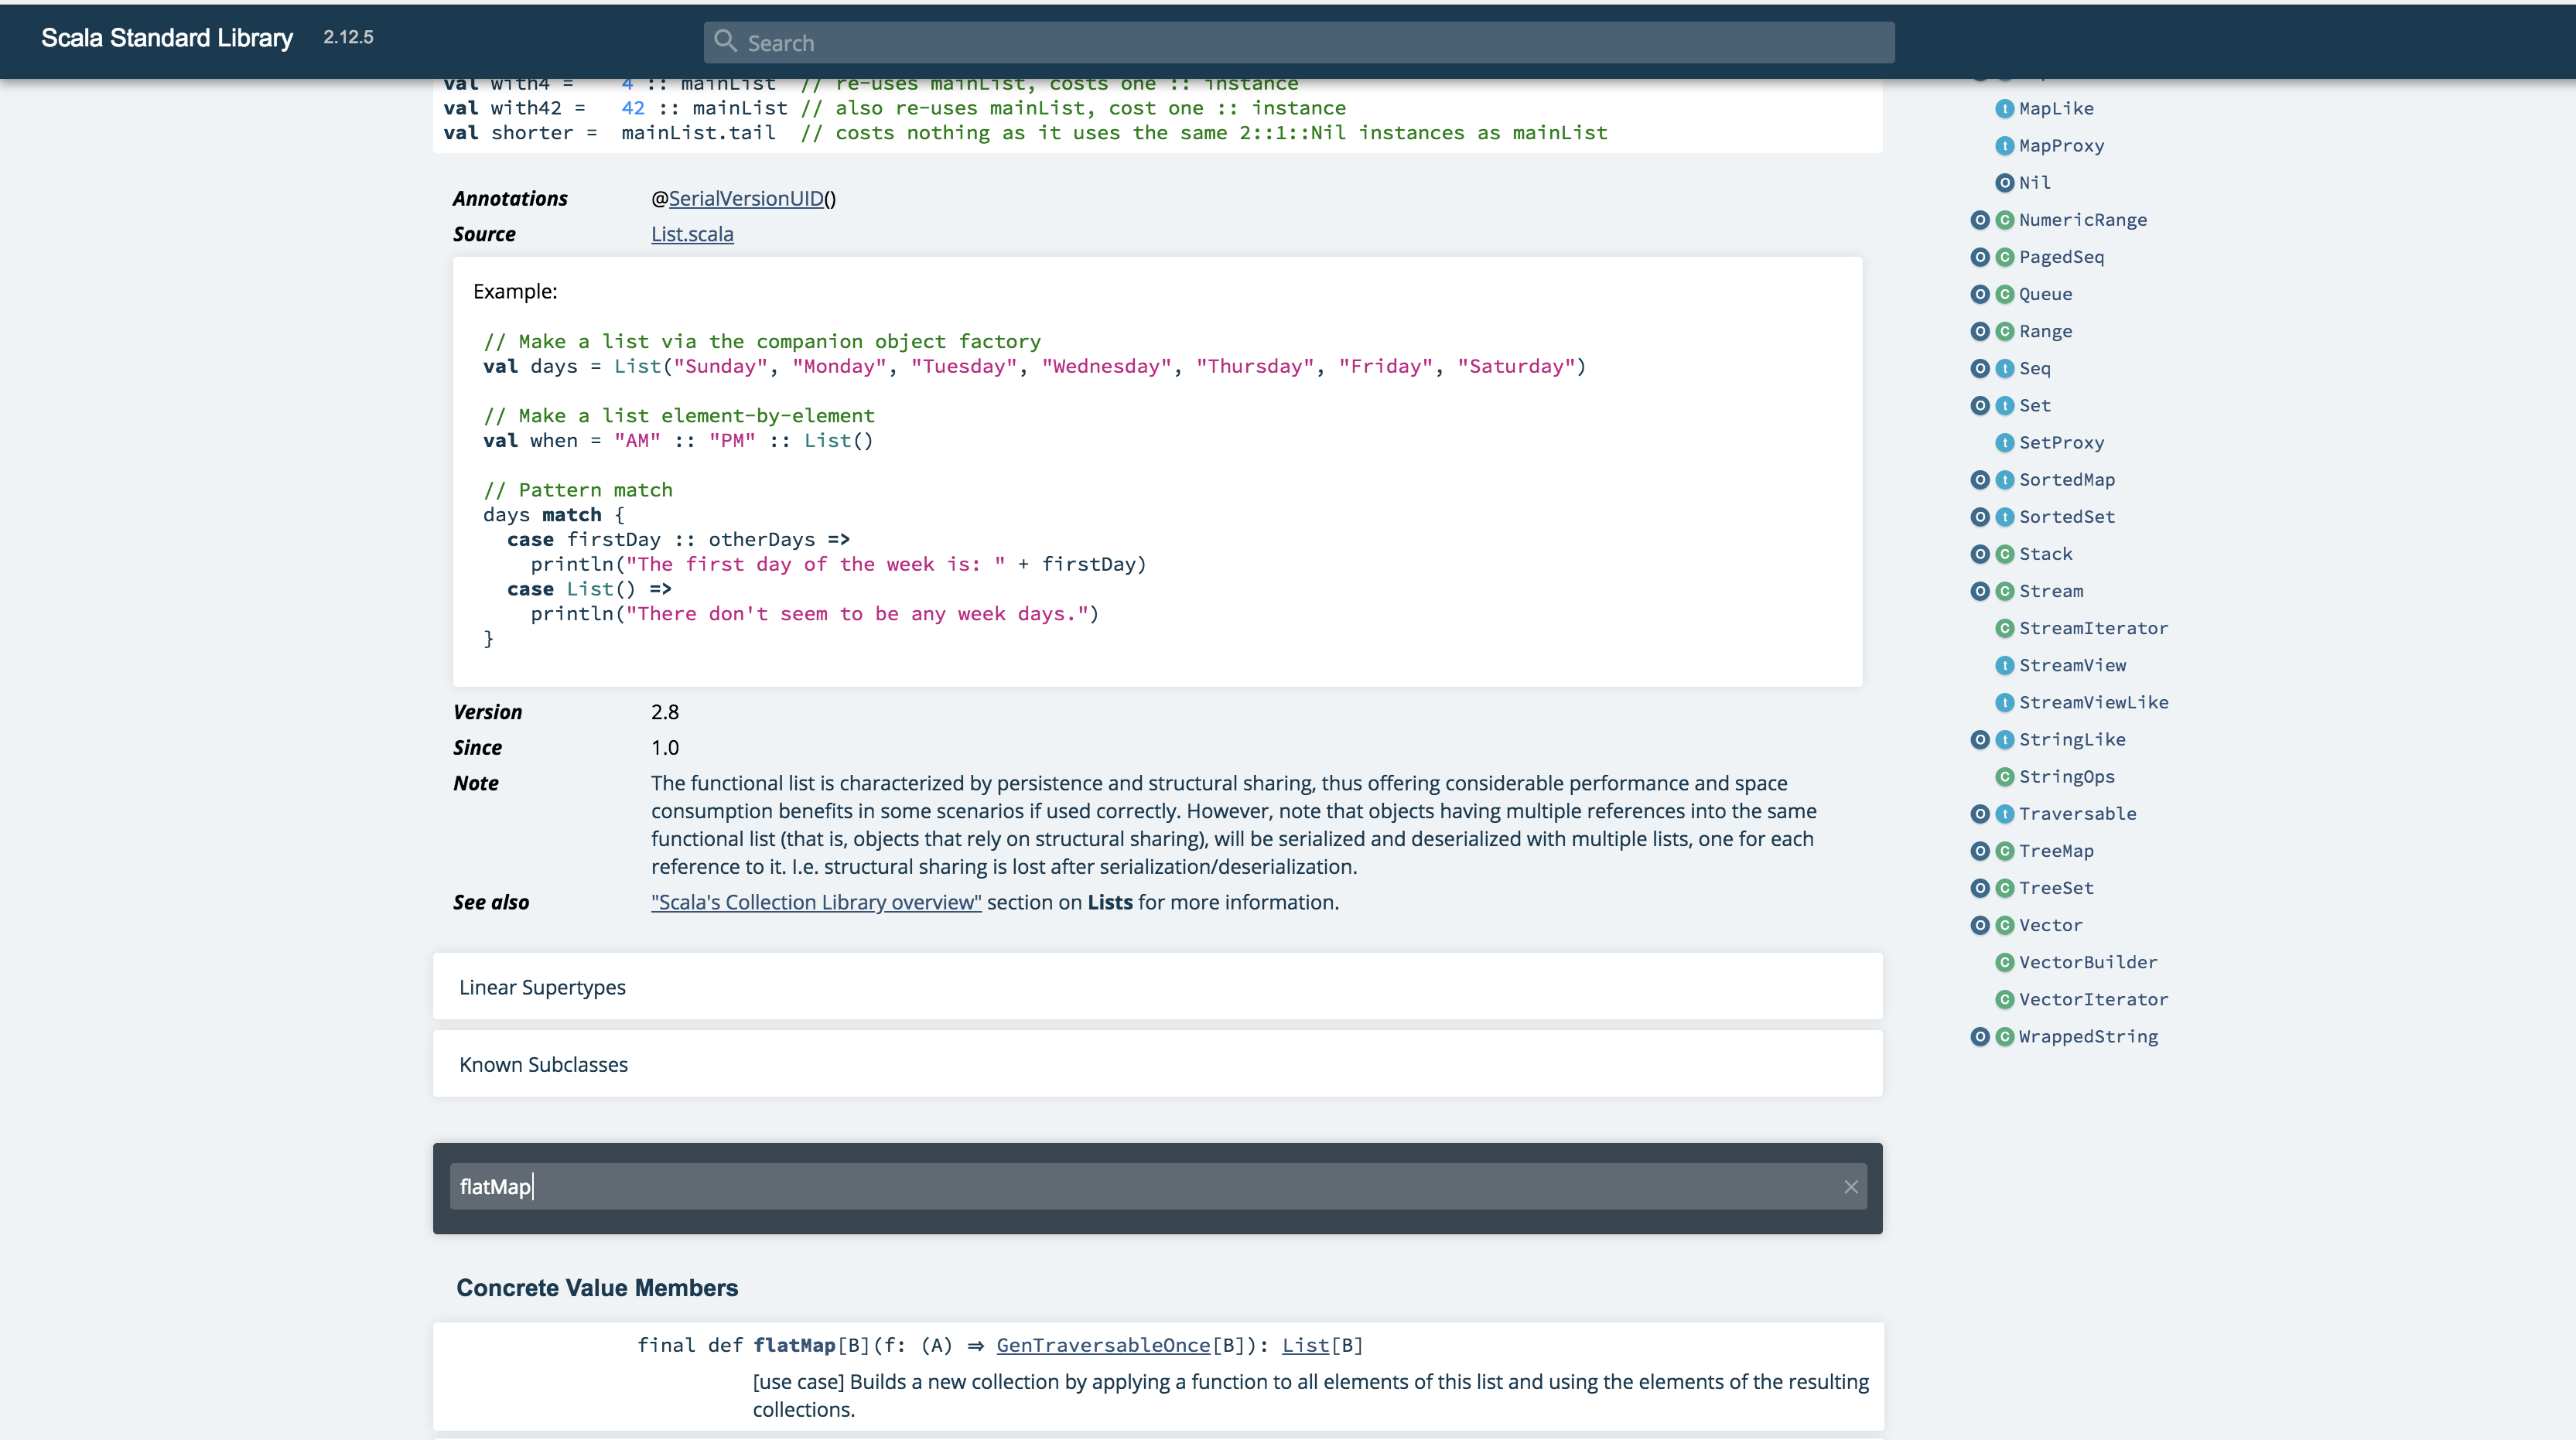 Scala Standard Library 2.12.5
Search
val with4 = 4 :: mainList // re-uses mainList, costs one :: instance
val with42 = 42 :: mainList // also re-uses mainList, cost one :: instance
val shorter = mainList.tail // costs nothing as it uses the same 2::1::Nil instances as mainList
Annotations @SerialVersionUID()
Source List.scala
Example:
// Make a list via the companion object factory
val days = List("Sunday", "Monday", "Tuesday", "Wednesday", "Thursday", "Friday", "Saturday")
// Make a list element-by-element
val when = "AM" :: "PM" :: List()
// Pattern match
days match {
case firstDay :: otherDays =>
println("The first day of the week is: " + firstDay)
case List() =>
println("There don't seem to be any week days.")
}
Version 2.8
Since 1.0
Note The functional list is characterized by persistence and structural sharing, thus offering considerable performance and space
consumption benefits in some scenarios if used correctly. However, note that objects having multiple references into the same
functional list (that is, objects that rely on structural sharing), will be serialized and deserialized with multiple lists, one for each
reference to it. I.e. structural sharing is lost after serialization/deserialization.
See also "Scala's Collection Library overview" section on Lists for more information.
Linear Supertypes
Known Subclasses
flatMap
Concrete Value Members
final def flatMap[B](f: (A) ⇒ GenTraversableOnce[B]): List[B]
[use case] Builds a new collection by applying a function to all elements of this list and using the elements of the resulting
collections.
t MapLike
t MapProxy
O Nil
O C NumericRange
O C PagedSeq
O C Queue
O C Range
O t Seq
O t Set
t SetProxy
O t SortedMap
O t SortedSet
O C Stack
O C Stream
C StreamIterator
t StreamView
t StreamViewLike
O t StringLike
C StringOps
O t Traversable
O C TreeMap
O C TreeSet
O C Vector
C VectorBuilder
C VectorIterator
O C WrappedString